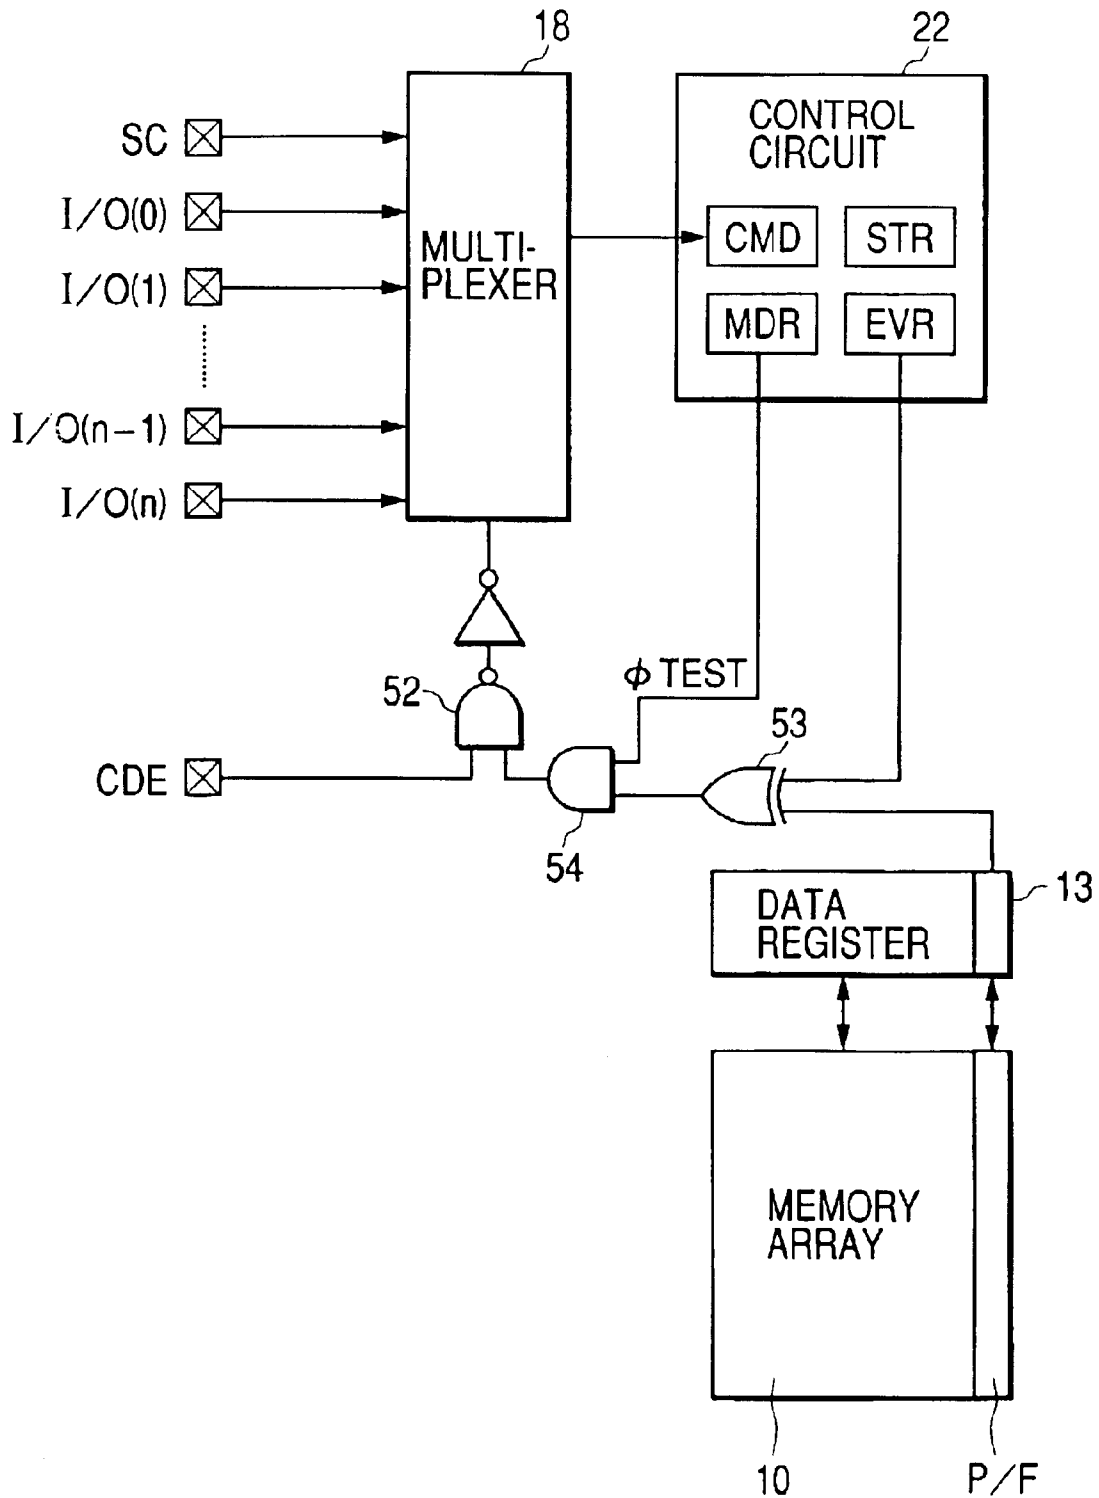 18
22
SC
I/O(0)
I/O(1)
I/O(n-1)
I/O(n)
MULTI-
PLEXER
CONTROL
CIRCUIT
CMD
STR
MDR
EVR
φ TEST
52
53
CDE
54
13
DATA
REGISTER
MEMORY
ARRAY
10
P/F